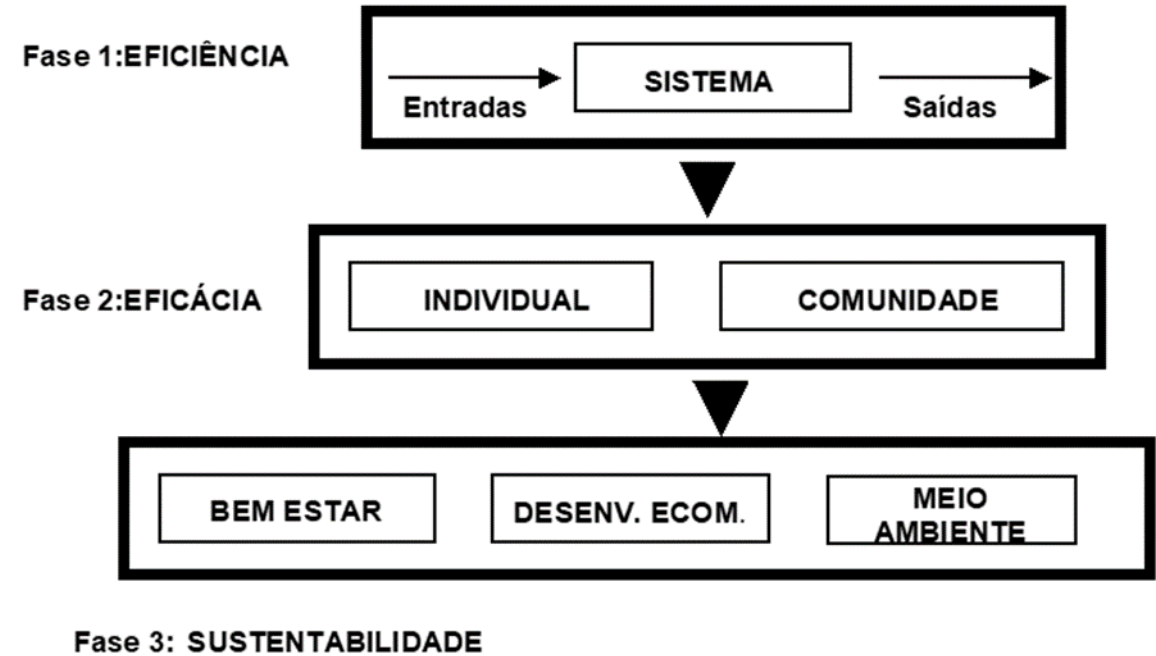 Fase 1:EFICIÊNCIA
SISTEMA
Entradas
Saídas
Fase 2:EFICÁCIA
INDIVIDUAL
COMUNIDADE
BEM ESTAR
DESENV. ECOM.
MEIO
AMBIENTE
Fase 3: SUSTENTABILIDADE